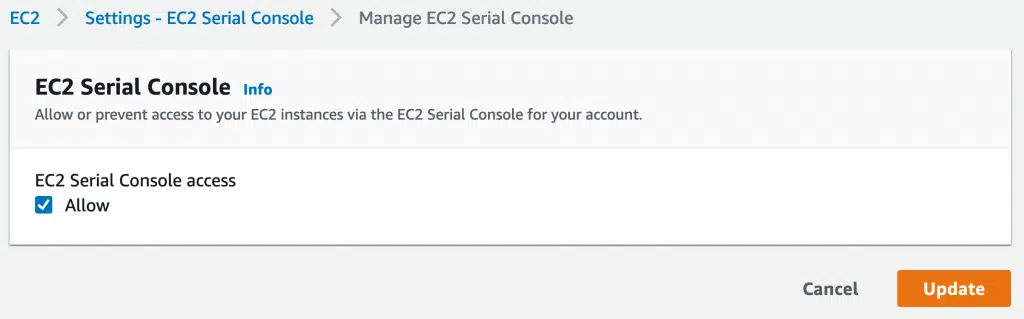 EC2 > Settings - EC2 Serial Console > Manage EC2 Serial Console
EC2 Serial Console Info
Allow or prevent access to your EC2 instances via the EC2 Serial Console for your account.
EC2 Serial Console access
Allow
Cancel Update